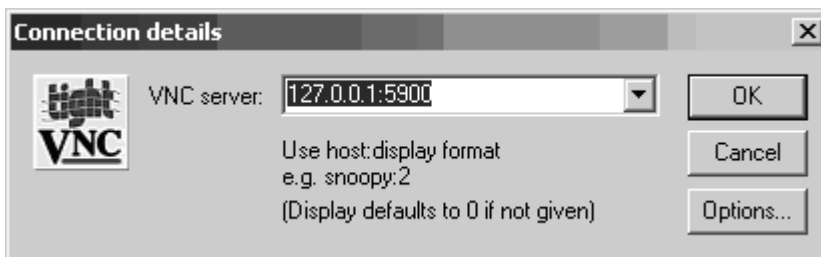 Connection details
tight VNC
VNC server: 127.0.0.1:5900
OK
Use host:display format
e.g. snoopy:2
Cancel
(Display defaults to 0 if not given)
Options...